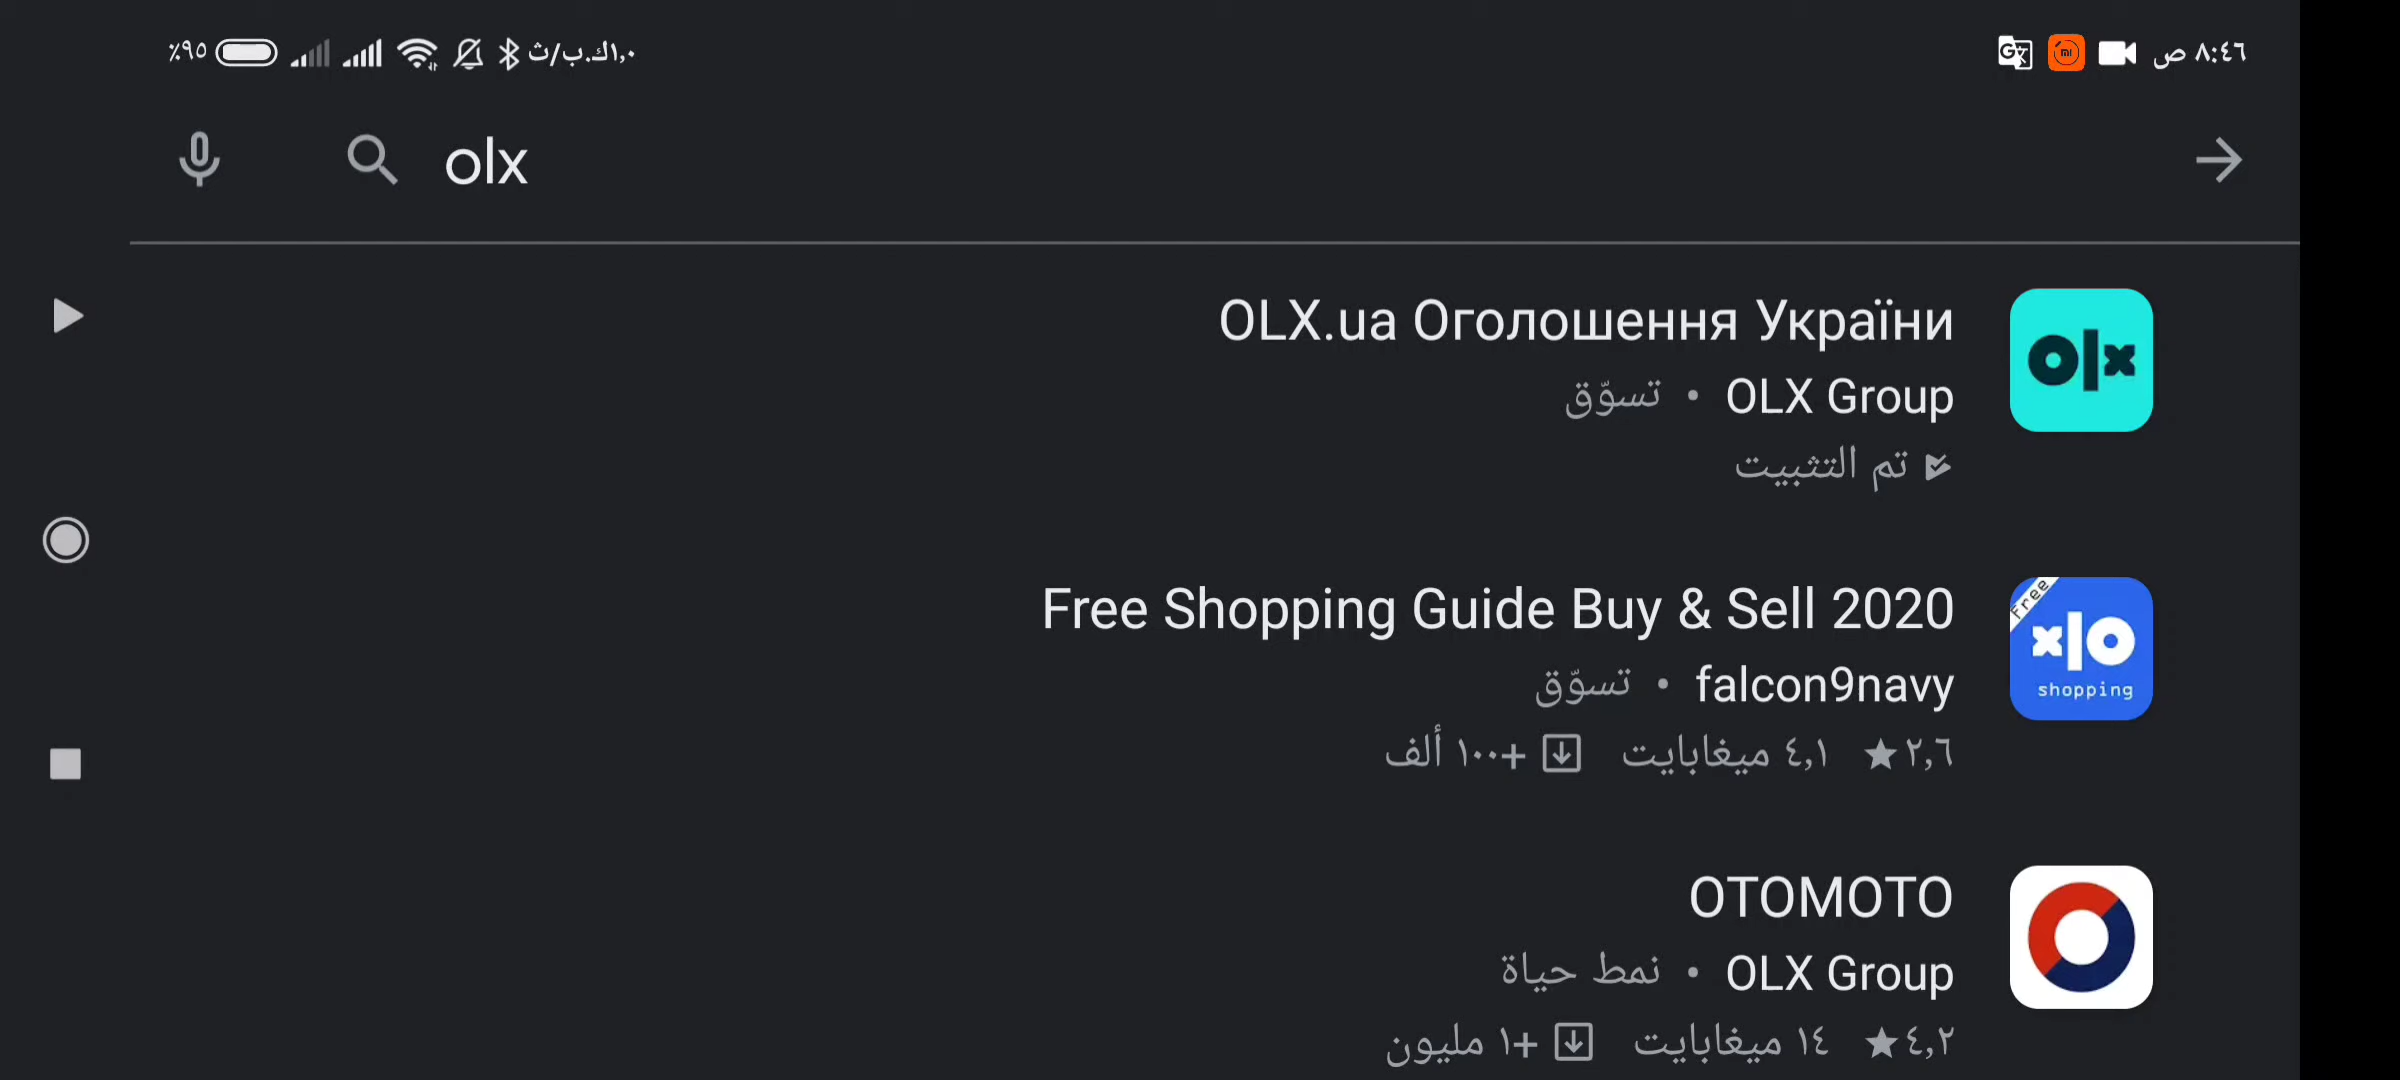 ٨:٤٦ ص
١,٠ك.ب/ث
٪٩٥
olx
OLX.ua Оголошення України
OLX Group • تسوّق
تم التثبيت
olx
Free Shopping Guide Buy & Sell 2020
falcon9navy • تسوّق
٢,٦★ ٤,١ ميغابايت +١٠٠ ألف
Free
xlo
shopping
OTOMOTO
OLX Group • نمط حياة
٤,٢★ ١٤ ميغابايت +١ مليون